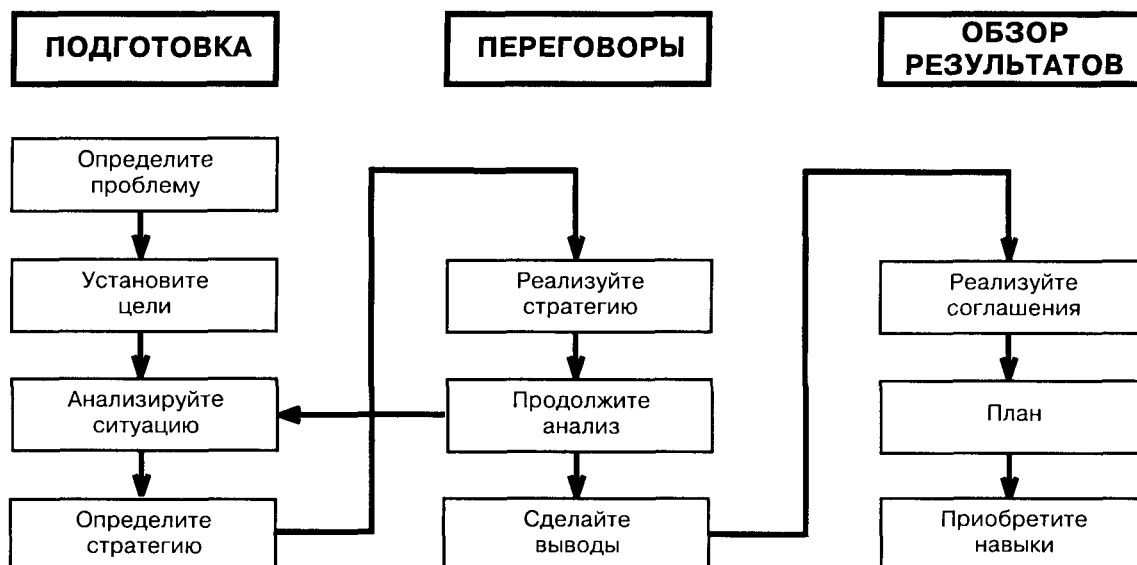 ПОДГОТОВКА
ПЕРЕГОВОРЫ
ОБЗОР
РЕЗУЛЬТАТОВ
Определите
проблему
Установите
цели
Анализируйте
ситуацию
Определите
стратегию
Реализуйте
стратегию
Продолжите
анализ
Сделайте
выводы
Реализуйте
соглашения
План
Приобретите
навыки